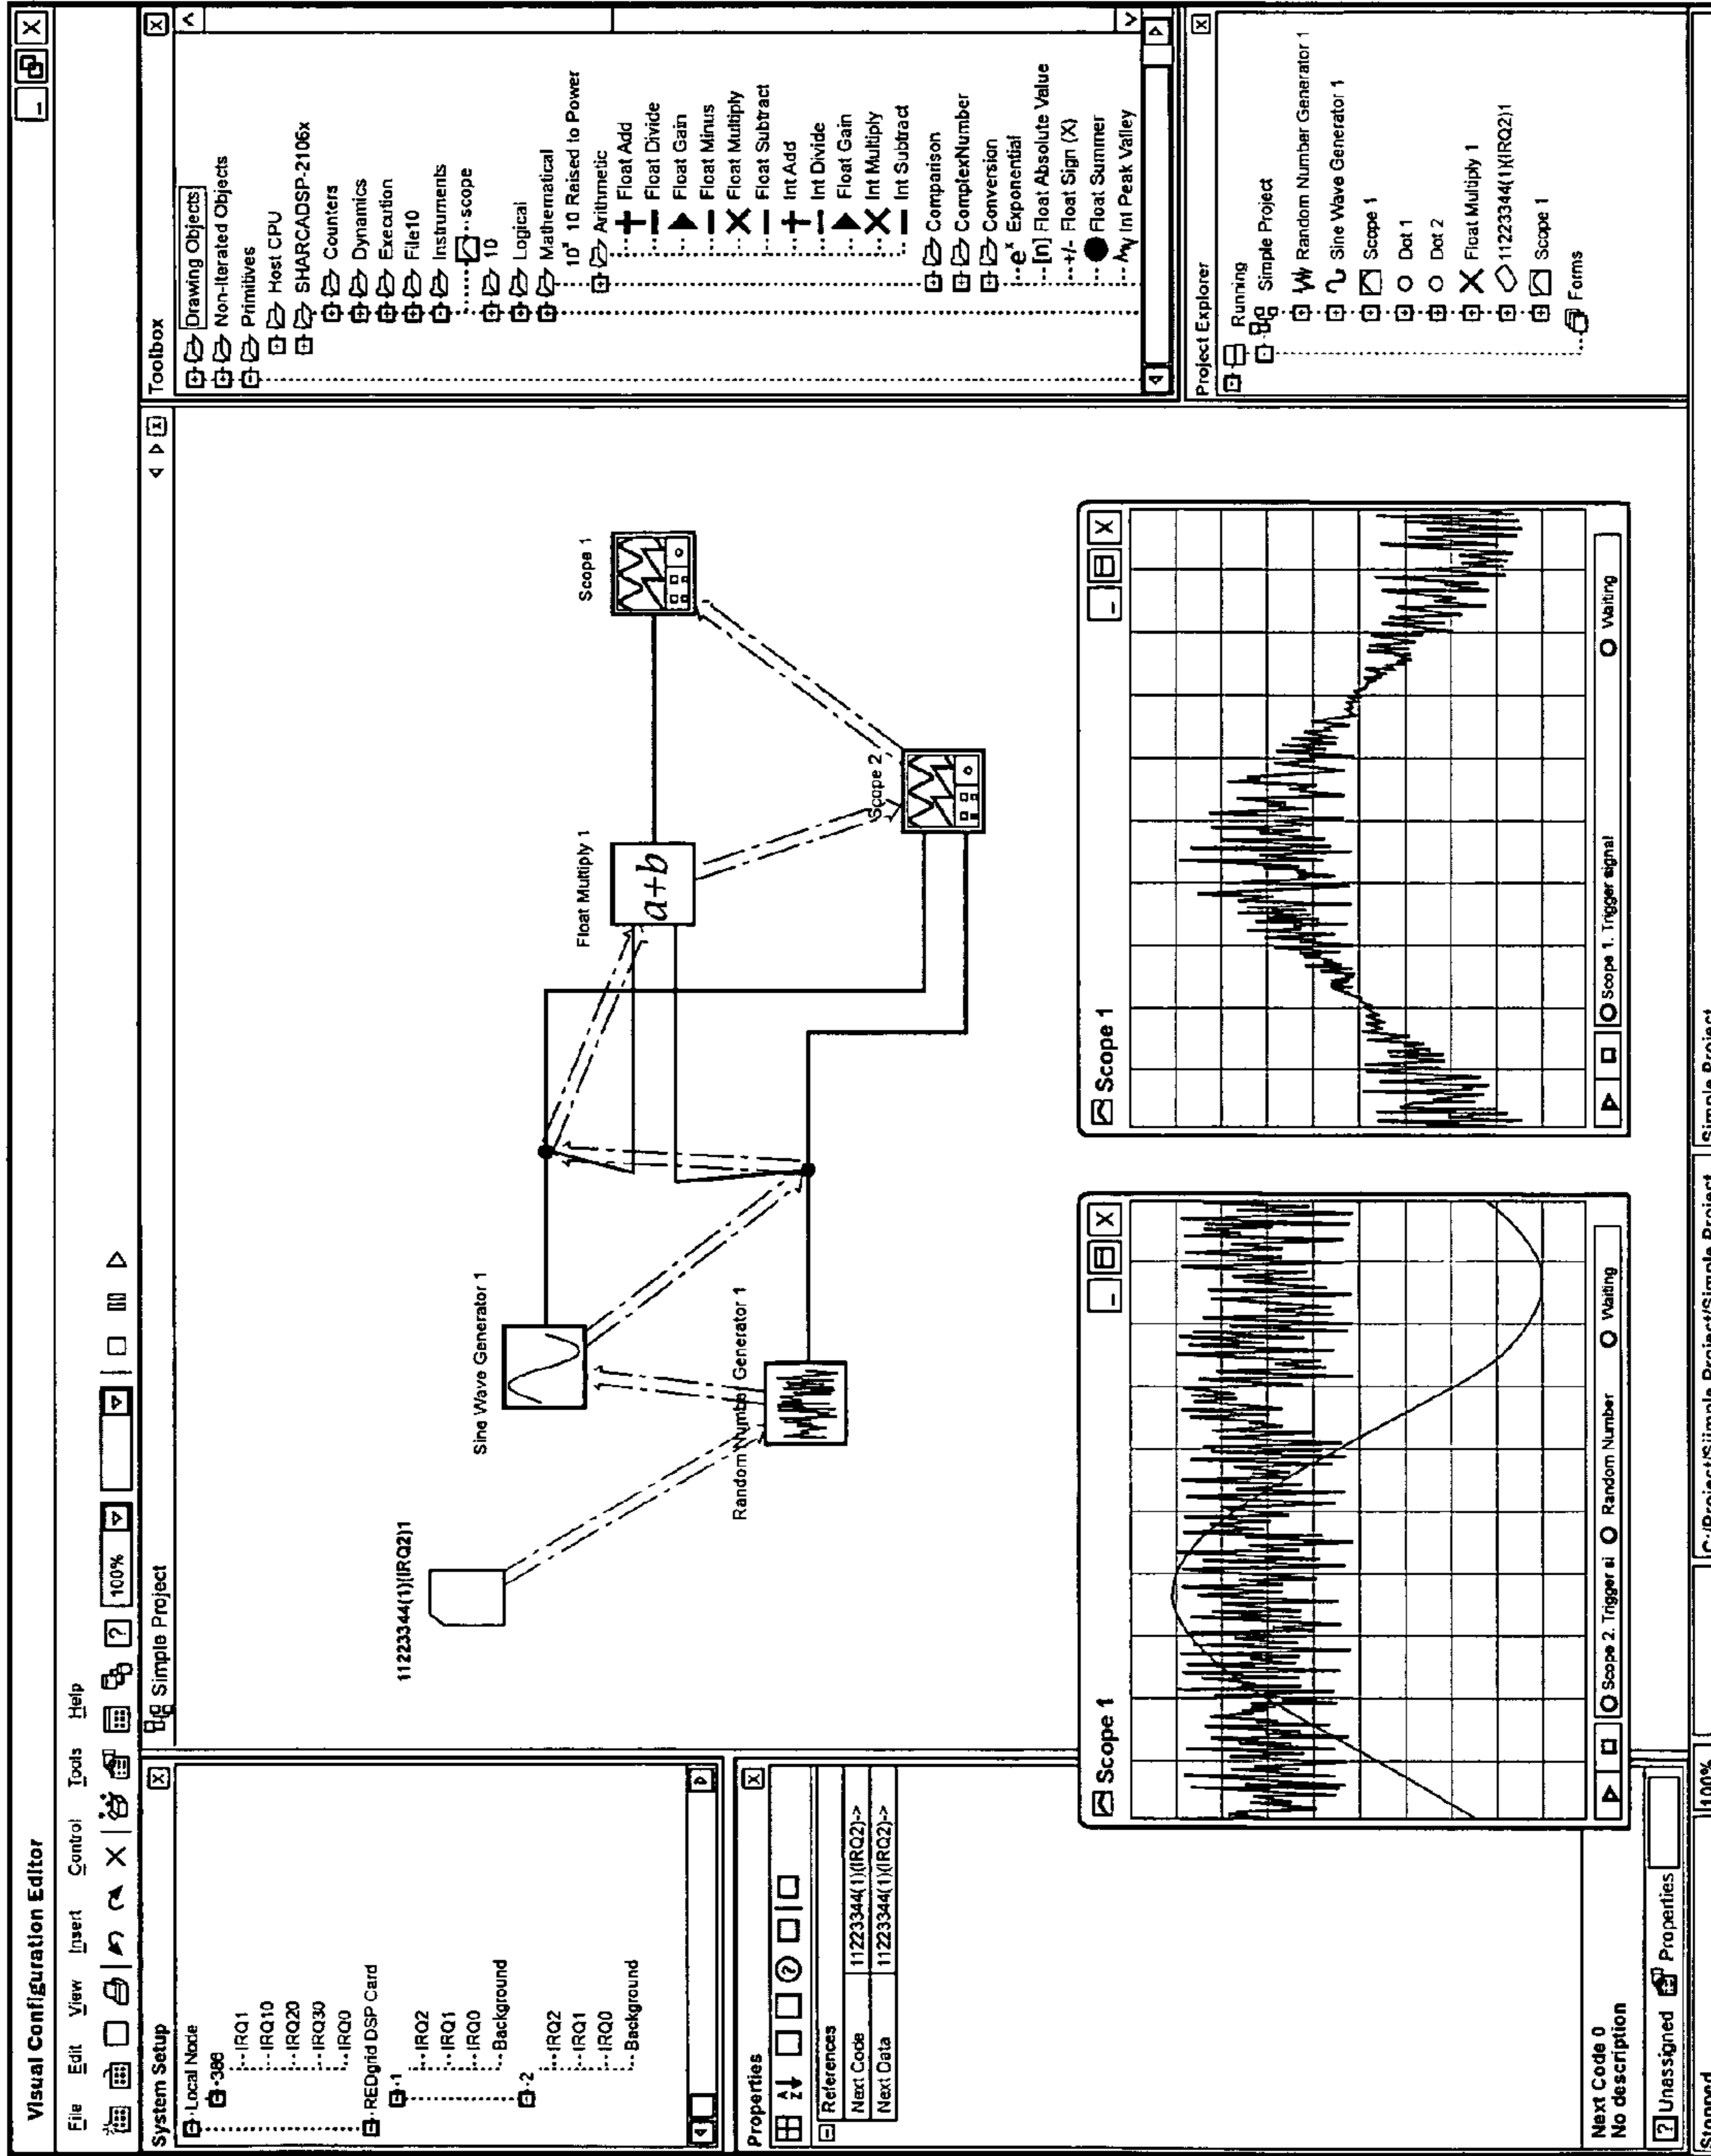 Visual Configuration Editor
File Edit View Insert Control Tools Help
100%
System Setup
Local Node
386
IRQ1
IRQ10
IRQ20
IRQ30
IRQ0
REDgrid DSP Card
1
IRQ2
IRQ1
IRQ0
Background
2
IRQ2
IRQ1
IRQ0
Background
Properties
References
Next Code 11223344(1)(IRQ2)->
Next Data 11223344(1)(IRQ2)->
Next Code 0
No description
Unassigned Properties
Simple Project
11223344(1)(IRQ2)1
Sine Wave Generator 1
Random Number Generator 1
Float Multiply 1
a+b
Scope 1
Scope 2
Scope 1
Scope 2. Trigger si Random Number Waiting
Scope 1
Scope 1. Trigger signal Waiting
Toolbox
Drawing Objects
Non-Iterated Objects
Primitives
Host CPU
SHARCADSP-2106x
Counters
Dynamics
Execution
File10
Instruments
scope
10
Logical
Mathematical
10ˣ 10 Raised to Power
Arithmetic
Float Add
Float Divide
Float Gain
Float Minus
Float Multiply
Float Subtract
Int Add
Int Divide
Float Gain
Int Multiply
Int Subtract
Comparison
ComplexNumber
Conversion
eˣ Exponential
[n] Float Absolute Value
+/- Float Sign (X)
Float Summer
Int Peak Valley
Project Explorer
Running
Simple Project
Random Number Generator 1
Sine Wave Generator 1
Scope 1
Dot 1
Dot 2
Float Multiply 1
11223344(1)(IRQ2)1
Scope 1
Forms
Stopped 100% C:/Project/Siimple Project/Simple Project Simple Project